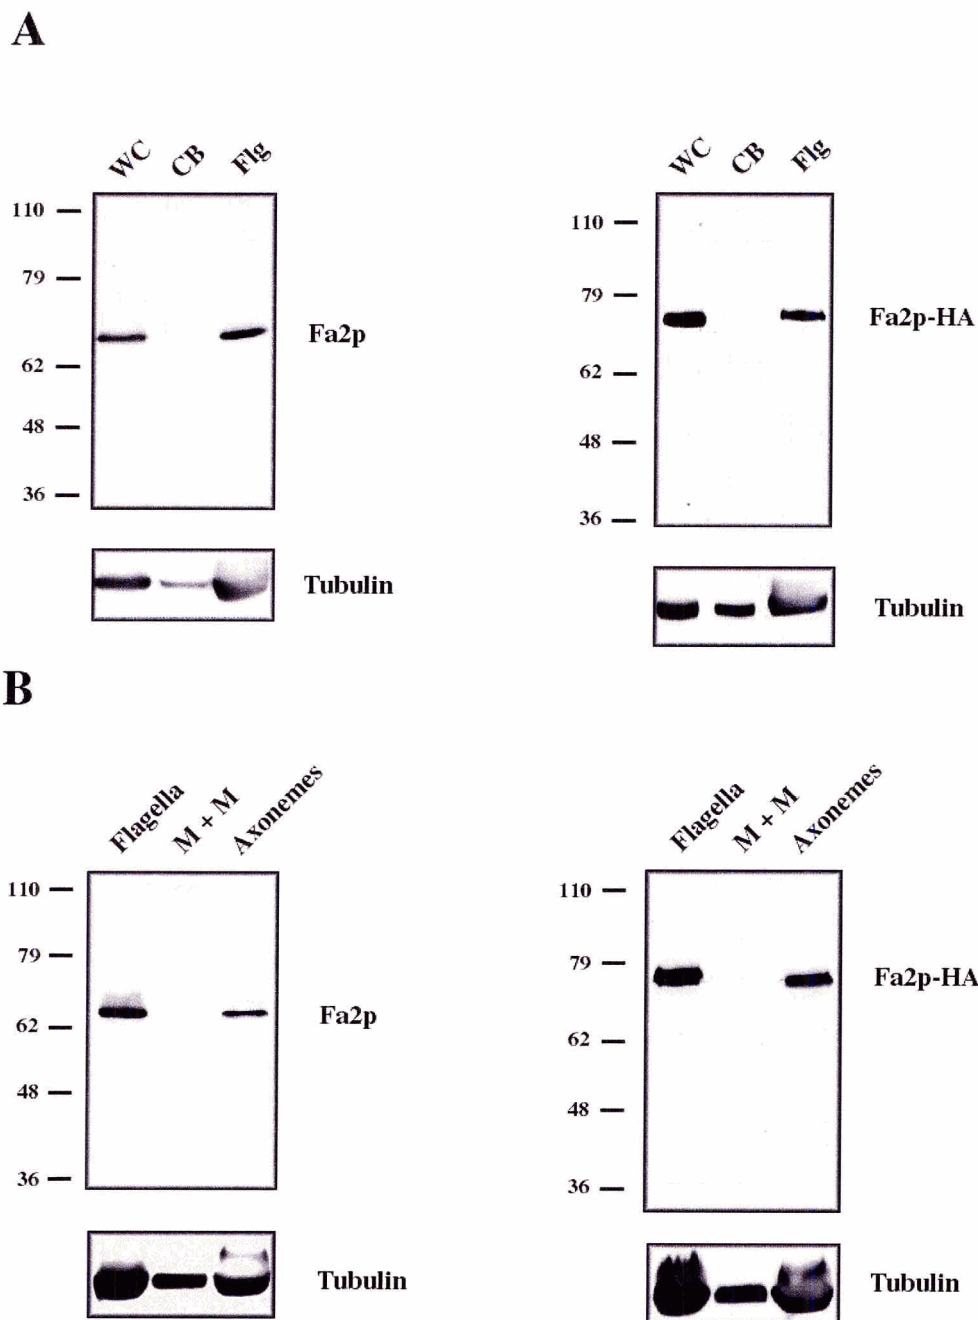 A
WC CB Flg
110
79
62
48
36
Fa2p
Tubulin
WC CB Flg
110
79
62
48
36
Fa2p-HA
Tubulin
B
Flagella M + M Axonemes
110
79
62
48
36
Fa2p
Tubulin
Flagella M + M Axonemes
110
79
62
48
36
Fa2p-HA
Tubulin